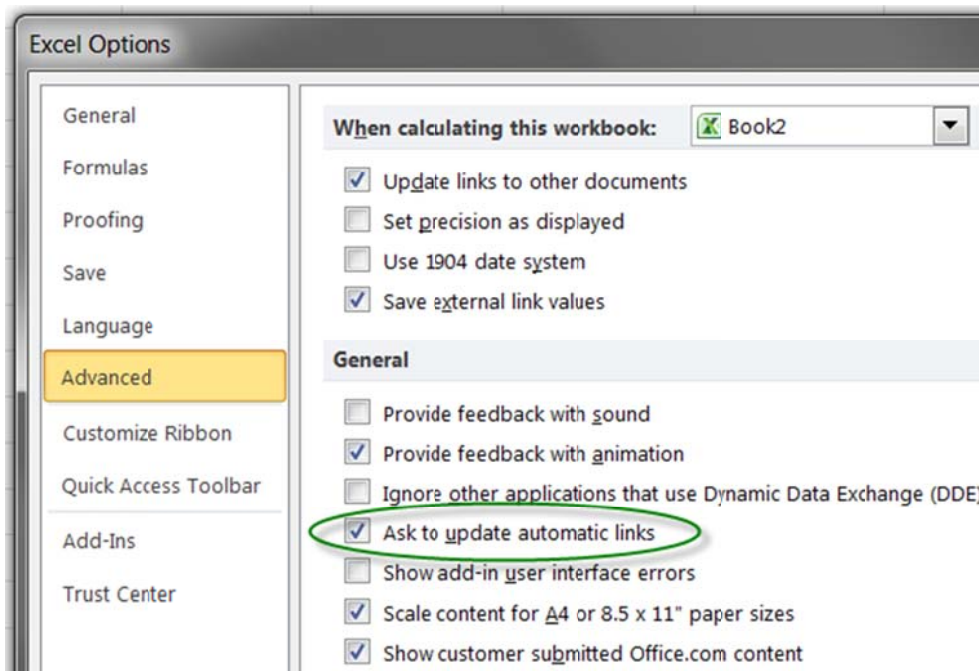 Excel Options
General
Formulas
Proofing
Save
Language
Advanced
Customize Ribbon
Quick Access Toolbar
Add-Ins
Trust Center
When calculating this workbook: Book2
Update links to other documents
Set precision as displayed
Use 1904 date system
Save external link values
General
Provide feedback with sound
Provide feedback with animation
Ignore other applications that use Dynamic Data Exchange (DDE)
Ask to update automatic links
Show add-in user interface errors
Scale content for A4 or 8.5 x 11" paper sizes
Show customer submitted Office.com content